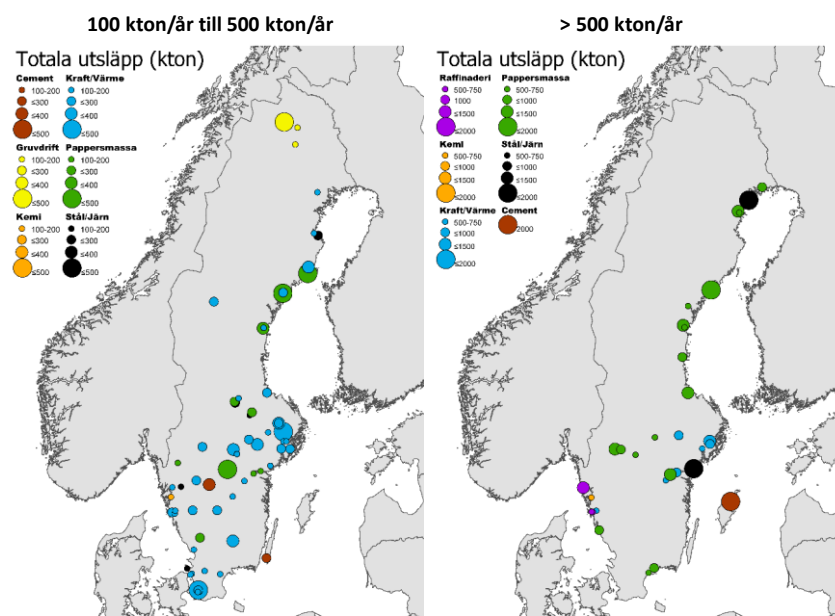 100 kton/år till 500 kton/år
Totala utsläpp (kton)
Cement
100-200
≤300
≤400
≤500
Kraft/Värme
100-200
≤300
≤400
≤500
Gruvdrift
100-200
≤300
≤400
≤500
Pappersmassa
100-200
≤300
≤400
≤500
Kemi
100-200
≤300
≤400
≤500
Stål/Järn
100-200
≤300
≤400
≤500
> 500 kton/år
Totala utsläpp (kton)
Raffinaderi
500-750
1000
≤1500
≤2000
Pappersmassa
500-750
≤1000
≤1500
≤2000
Kemi
500-750
≤1000
≤1500
≤2000
Stål/Järn
500-750
≤1000
≤1500
≤2000
Kraft/Värme
500-750
≤1000
≤1500
≤2000
Cement
2000